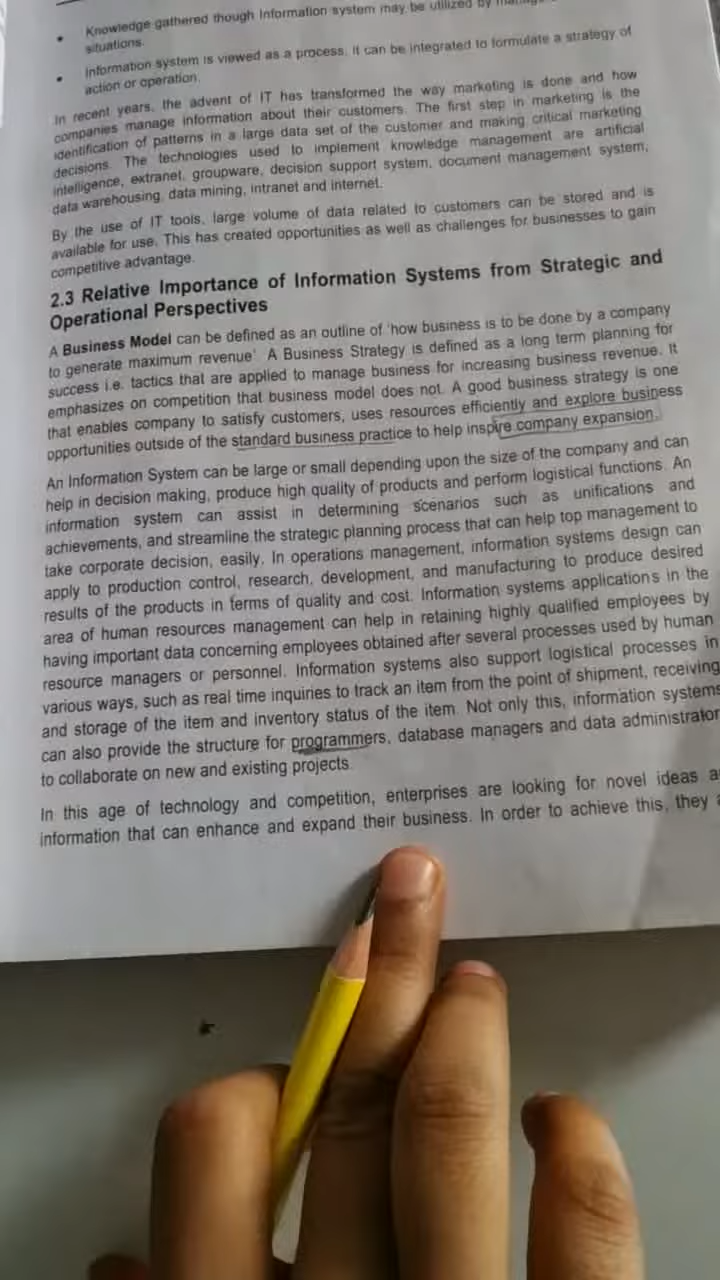 • Knowledge gathered though Information system may be utilized by
situations.
• Information system is viewed as a process, it can be integrated to formulate a strategy of
action or operation.
In recent years, the advent of IT has transformed the way marketing is done and how
companies manage information about their customers. The first step in marketing is the
identification of patterns in a large data set of the customer and making critical marketing
decisions. The technologies used to implement knowledge management are artificial
intelligence, extranet, groupware, decision support system, document management system,
data warehousing, data mining, intranet and internet.
By the use of IT tools, large volume of data related to customers can be stored and is
available for use. This has created opportunities as well as challenges for businesses to gain
competitive advantage.
2.3 Relative Importance of Information Systems from Strategic and
Operational Perspectives
A Business Model can be defined as an outline of 'how business is to be done by a company
to generate maximum revenue' A Business Strategy is defined as a long term planning for
success i.e. tactics that are applied to manage business for increasing business revenue. It
emphasizes on competition that business model does not. A good business strategy is one
that enables company to satisfy customers, uses resources efficiently and explore business
opportunities outside of the standard business practice to help inspire company expansion.
An Information System can be large or small depending upon the size of the company and can
help in decision making, produce high quality of products and perform logistical functions. An
information system can assist in determining scenarios such as unifications and
achievements, and streamline the strategic planning process that can help top management to
take corporate decision, easily. In operations management, information systems design can
apply to production control, research, development, and manufacturing to produce desired
results of the products in terms of quality and cost. Information systems applications in the
area of human resources management can help in retaining highly qualified employees by
having important data concerning employees obtained after several processes used by human
resource managers or personnel. Information systems also support logistical processes in
various ways, such as real time inquiries to track an item from the point of shipment, receiving
and storage of the item and inventory status of the item. Not only this, information systems
can also provide the structure for programmers, database managers and data administrator
to collaborate on new and existing projects.
In this age of technology and competition, enterprises are looking for novel ideas a
information that can enhance and expand their business. In order to achieve this, they a